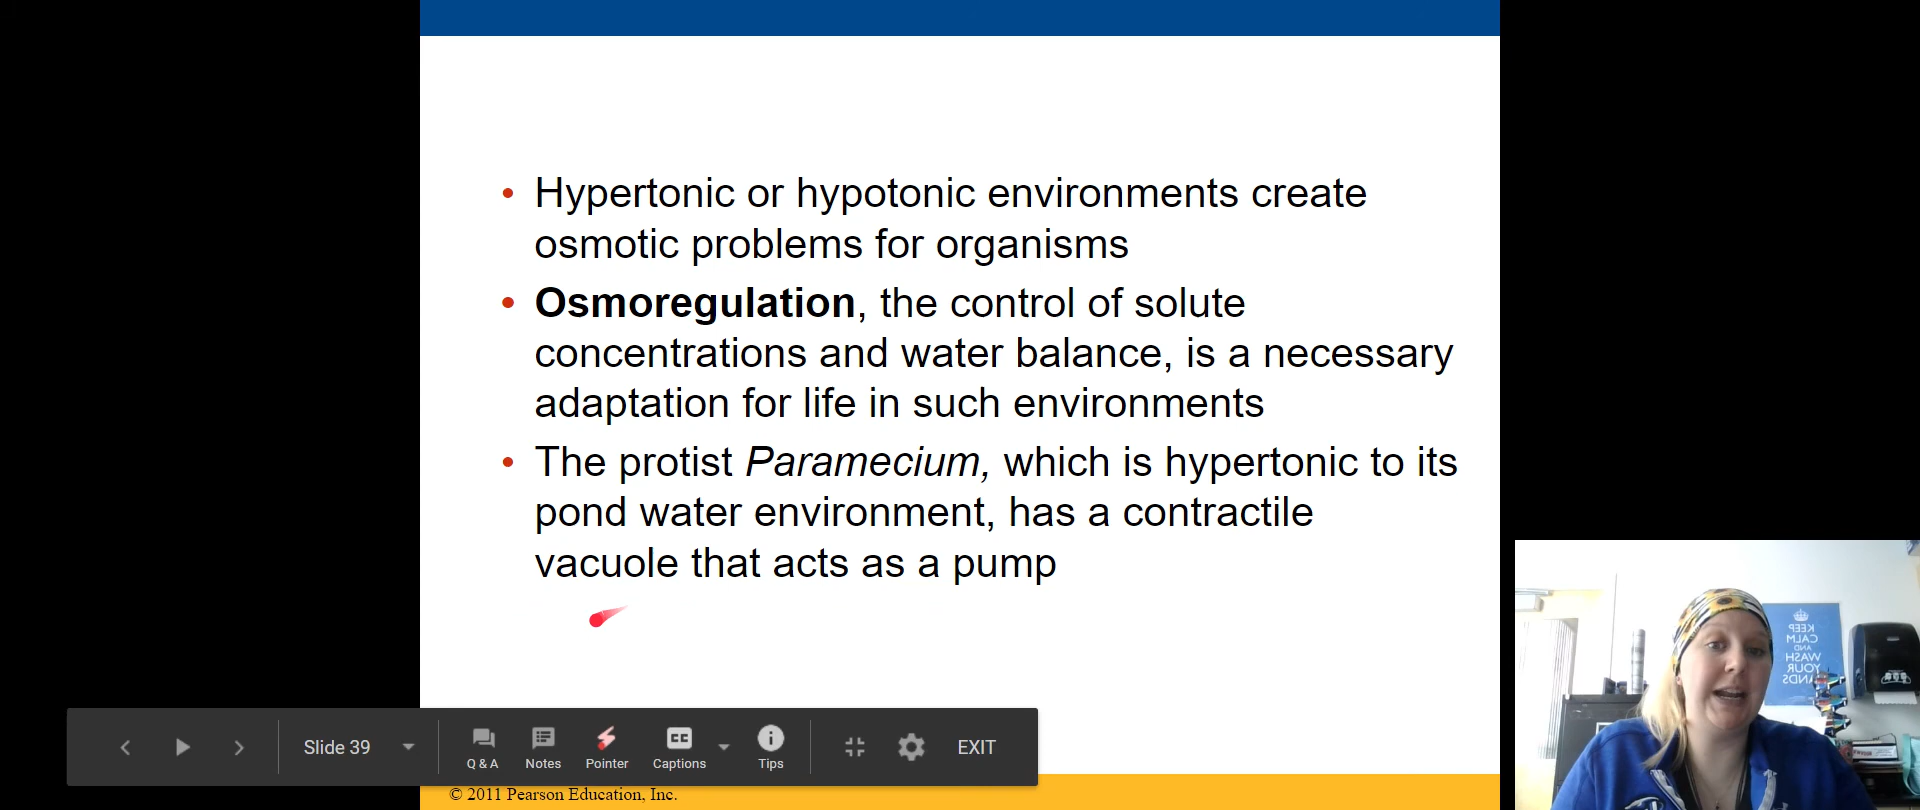 • Hypertonic or hypotonic environments create
osmotic problems for organisms
• Osmoregulation, the control of solute
concentrations and water balance, is a necessary
adaptation for life in such environments
• The protist Paramecium, which is hypertonic to its
pond water environment, has a contractile
vacuole that acts as a pump
KEEP
CALM
AND
WASH
YOUR
Slide 39
CC
Q & A
Notes
Pointer
Captions
Tips
EXIT
© 2011 Pearson Education, Inc.